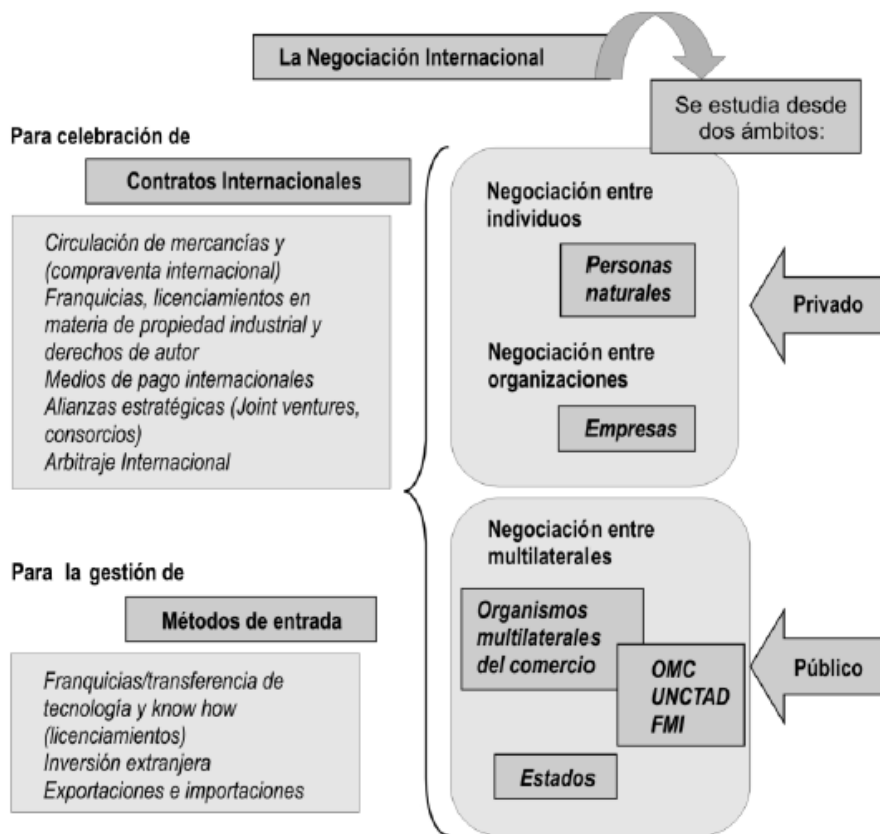 La Negociación Internacional
Se estudia desde
dos ámbitos:
Para celebración de
Contratos Internacionales
Circulación de mercancías y
(compraventa internacional)
Franquicias, licenciamientos en
materia de propiedad industrial y
derechos de autor
Medios de pago internacionales
Alianzas estratégicas (Joint ventures,
consorcios)
Arbitraje Internacional
Para la gestión de
Métodos de entrada
Franquicias/transferencia de
tecnología y know how
(licenciamientos)
Inversión extranjera
Exportaciones e importaciones
Negociación entre
individuos
Personas
naturales
Negociación entre
organizaciones
Empresas
Privado
Negociación entre
multilaterales
Organismos
multilaterales
del comercio
OMC
UNCTAD
FMI
Estados
Público